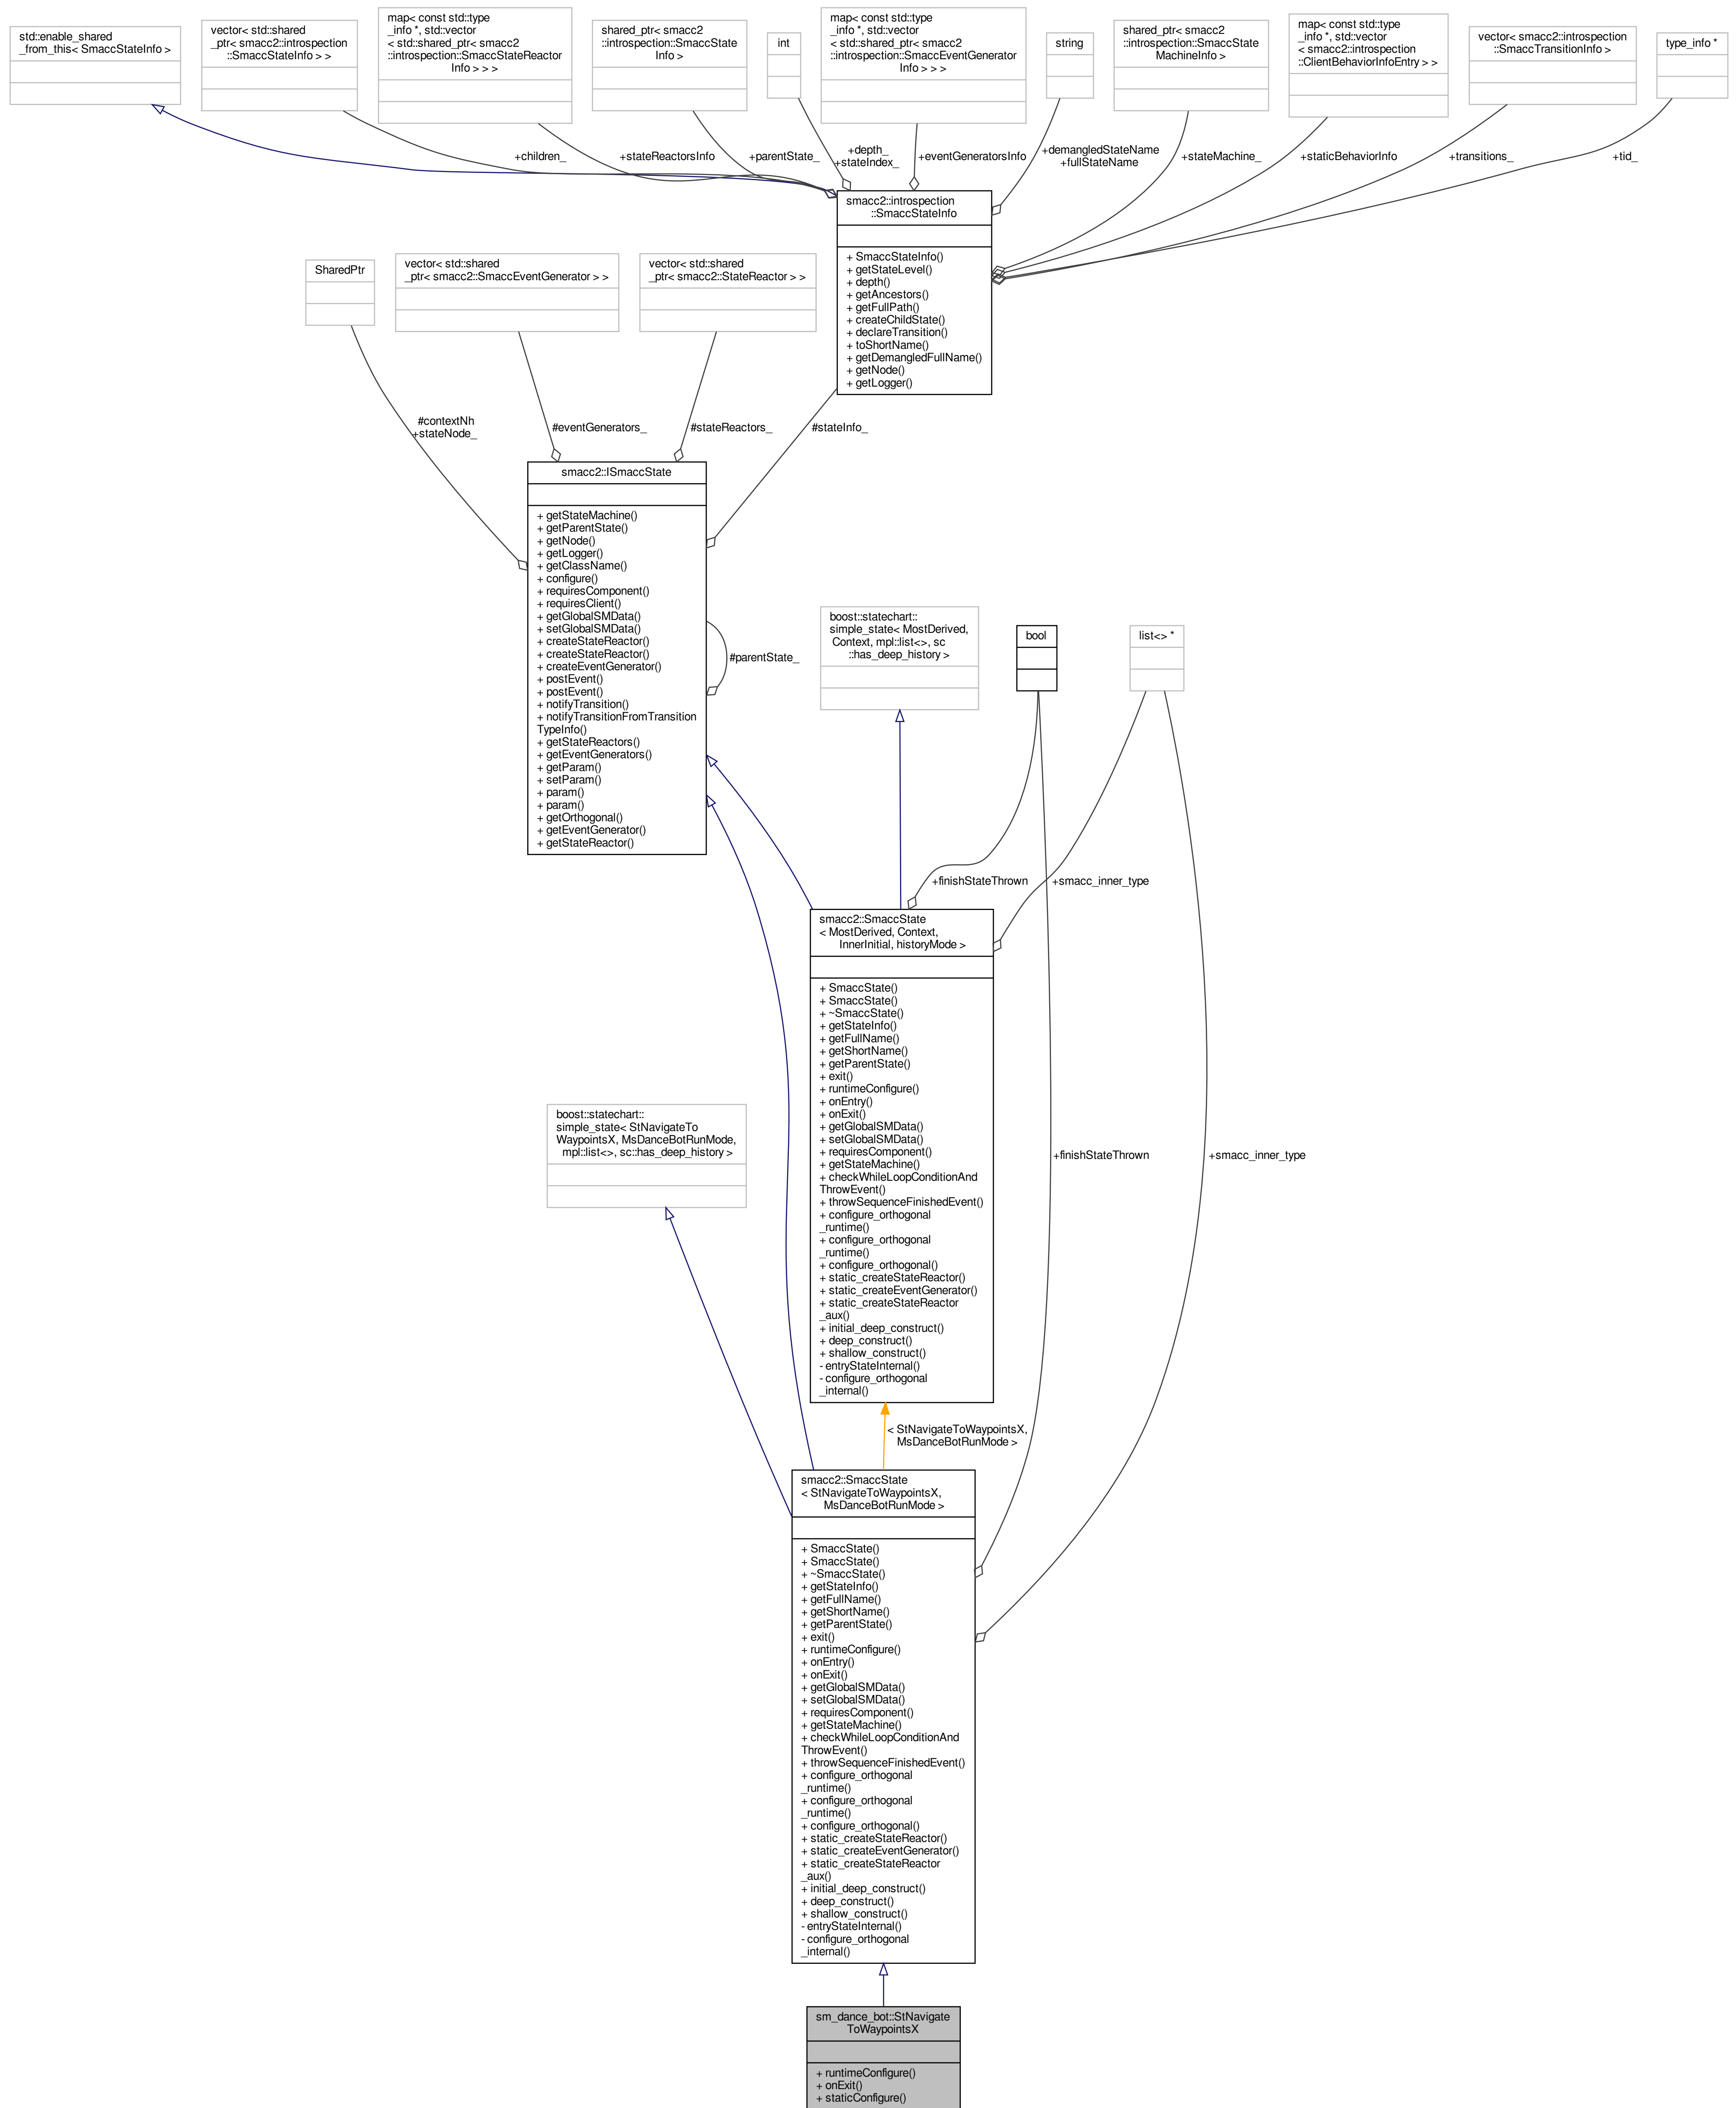 std::enable_shared
_from_this< SmaccStateInfo >
vector< std::shared
_ptr< smacc2::introspection
::SmaccStateInfo > >
map< const std::type
_info *, std::vector
< std::shared_ptr< smacc2
::introspection::SmaccStateReactor
Info > > >
shared_ptr< smacc2
::introspection::SmaccState
Info >
int
map< const std::type
_info *, std::vector
< std::shared_ptr< smacc2
::introspection::SmaccEventGenerator
Info > > >
string
shared_ptr< smacc2
::introspection::SmaccState
MachineInfo >
map< const std::type
_info *, std::vector
< smacc2::introspection
::ClientBehaviorInfoEntry > >
vector< smacc2::introspection
::SmaccTransitionInfo >
type_info *
+children_
+stateReactorsInfo
+parentState_
+depth_
+stateIndex_
+eventGeneratorsInfo
+demangledStateName
+fullStateName
+stateMachine_
+staticBehaviorInfo
+transitions_
+tid_
smacc2::introspection
::SmaccStateInfo
+ SmaccStateInfo()
+ getStateLevel()
+ depth()
+ getAncestors()
+ getFullPath()
+ createChildState()
+ declareTransition()
+ toShortName()
+ getDemangledFullName()
+ getNode()
+ getLogger()
SharedPtr
vector< std::shared
_ptr< smacc2::SmaccEventGenerator > >
vector< std::shared
_ptr< smacc2::StateReactor > >
#contextNh
+stateNode_
#eventGenerators_
#stateReactors_
#stateInfo_
smacc2::ISmaccState
+ getStateMachine()
+ getParentState()
+ getNode()
+ getLogger()
+ getClassName()
+ configure()
+ requiresComponent()
+ requiresClient()
+ getGlobalSMData()
+ setGlobalSMData()
+ createStateReactor()
+ createStateReactor()
+ createEventGenerator()
+ postEvent()
+ postEvent()
+ notifyTransition()
+ notifyTransitionFromTransition
TypeInfo()
+ getStateReactors()
+ getEventGenerators()
+ getParam()
+ setParam()
+ param()
+ param()
+ getOrthogonal()
+ getEventGenerator()
+ getStateReactor()
#parentState_
boost::statechart::
simple_state< MostDerived,
Context, mpl::list<>, sc
::has_deep_history >
bool
list<> *
+finishStateThrown
+smacc_inner_type
smacc2::SmaccState
< MostDerived, Context,
InnerInitial, historyMode >
+ SmaccState()
+ SmaccState()
+ ~SmaccState()
+ getStateInfo()
+ getFullName()
+ getShortName()
+ getParentState()
+ exit()
+ runtimeConfigure()
+ onEntry()
+ onExit()
+ getGlobalSMData()
+ setGlobalSMData()
+ requiresComponent()
+ getStateMachine()
+ checkWhileLoopConditionAnd
ThrowEvent()
+ throwSequenceFinishedEvent()
+ configure_orthogonal
_runtime()
+ configure_orthogonal
_runtime()
+ configure_orthogonal()
+ static_createStateReactor()
+ static_createEventGenerator()
+ static_createStateReactor
_aux()
+ initial_deep_construct()
+ deep_construct()
+ shallow_construct()
- entryStateInternal()
- configure_orthogonal
_internal()
boost::statechart::
simple_state< StNavigateTo
WaypointsX, MsDanceBotRunMode,
mpl::list<>, sc::has_deep_history >
+finishStateThrown
+smacc_inner_type
< StNavigateToWaypointsX,
MsDanceBotRunMode >
smacc2::SmaccState
< StNavigateToWaypointsX,
MsDanceBotRunMode >
+ SmaccState()
+ SmaccState()
+ ~SmaccState()
+ getStateInfo()
+ getFullName()
+ getShortName()
+ getParentState()
+ exit()
+ runtimeConfigure()
+ onEntry()
+ onExit()
+ getGlobalSMData()
+ setGlobalSMData()
+ requiresComponent()
+ getStateMachine()
+ checkWhileLoopConditionAnd
ThrowEvent()
+ throwSequenceFinishedEvent()
+ configure_orthogonal
_runtime()
+ configure_orthogonal
_runtime()
+ configure_orthogonal()
+ static_createStateReactor()
+ static_createEventGenerator()
+ static_createStateReactor
_aux()
+ initial_deep_construct()
+ deep_construct()
+ shallow_construct()
- entryStateInternal()
- configure_orthogonal
_internal()
sm_dance_bot::StNavigate
ToWaypointsX
+ runtimeConfigure()
+ onExit()
+ staticConfigure()